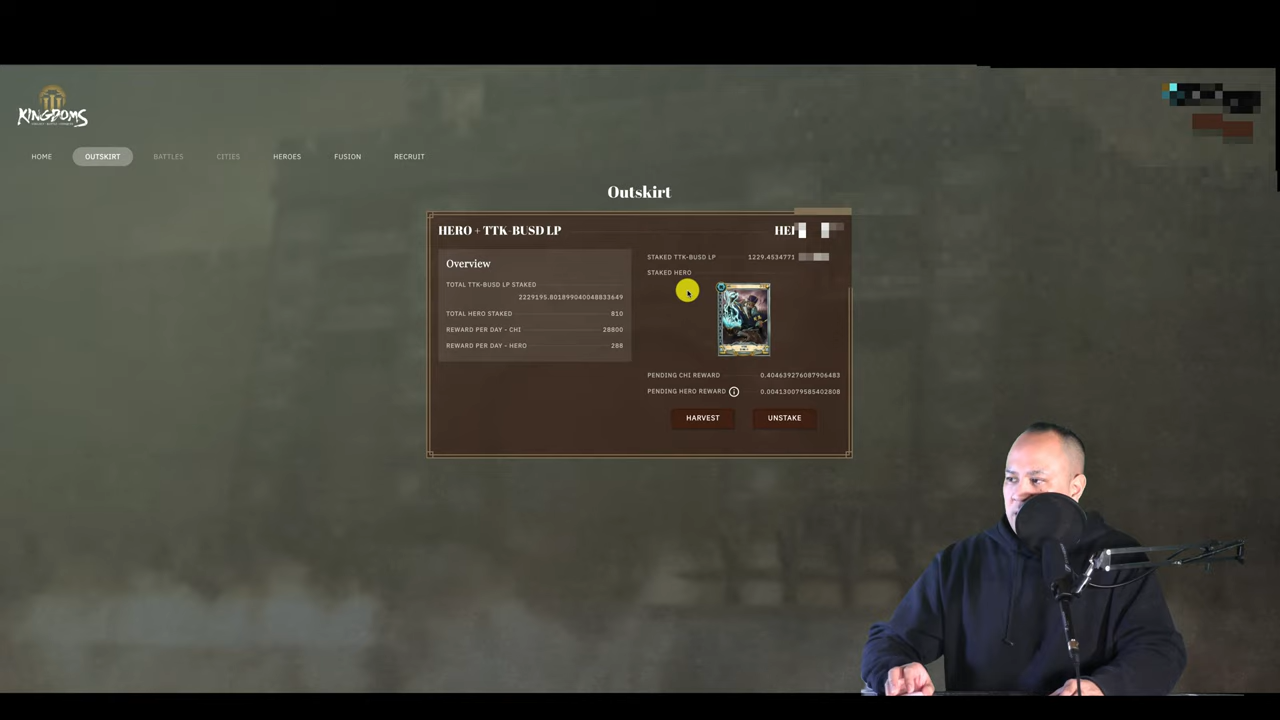 KINGDOMS
HOME OUTSKIRT BATTLES CITIES HEROES FUSION RECRUIT
Outskirt
HERO + TTK-BUSD LP
Overview
TOTAL TTK-BUSD LP STAKED
2229195.801899040048833649
TOTAL HERO STAKED 810
REWARD PER DAY - CHI 28800
REWARD PER DAY - HERO 288
STAKED TTK-BUSD LP 1229.4534771
STAKED HERO
PENDING CHI REWARD 0.404639276087906483
PENDING HERO REWARD 0.004130079585402808
HARVEST UNSTAKE